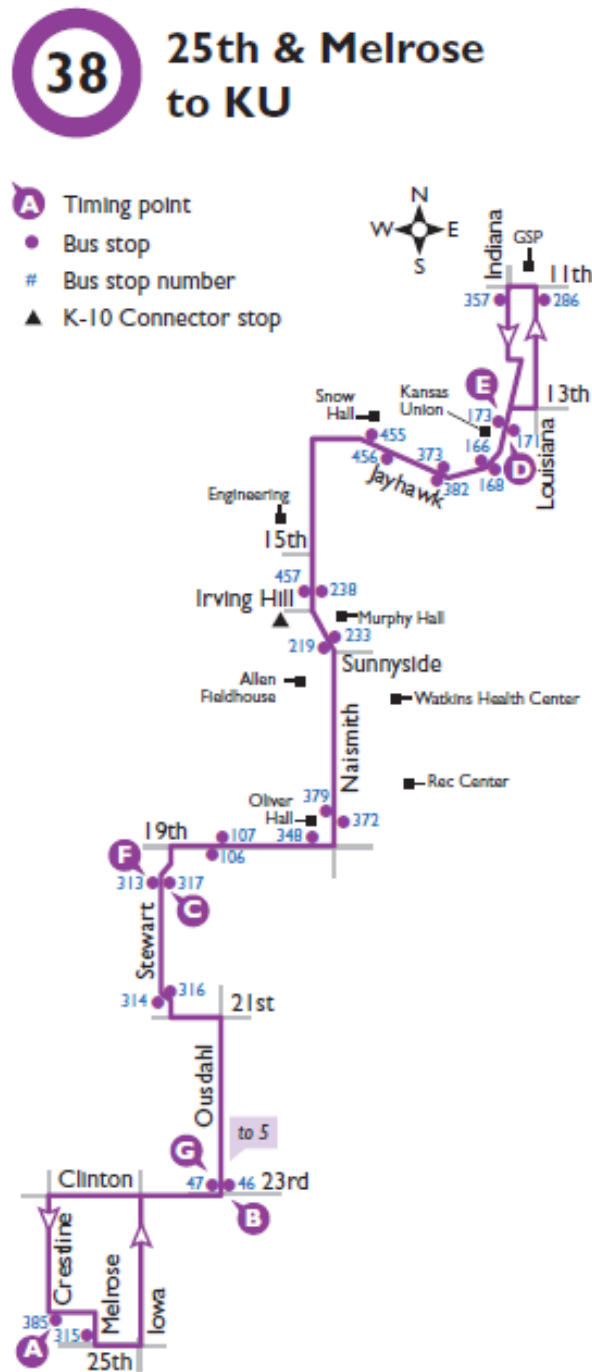 38
25th & Melrose
to KU
A Timing point
Bus stop
# Bus stop number
K-10 Connector stop
N
W E
S
Indiana
GSP
11th
357
286
E
13th
Snow
Hall
Kansas
Union
173
171
D
Louisiana
455
456
373
166
382
168
Jayhawk
Engineering
15th
457
238
Irving Hill
Murphy Hall
233
219
Sunnyside
Allen
Fieldhouse
Watkins Health Center
Naismith
Rec Center
379
Oliver
Hall
372
19th
107
348
106
F
313
317
C
Stewart
316
314
21st
Ousdahl
to 5
G
Clinton
47
46
23rd
B
Crestline
Melrose
Iowa
385
315
A
25th